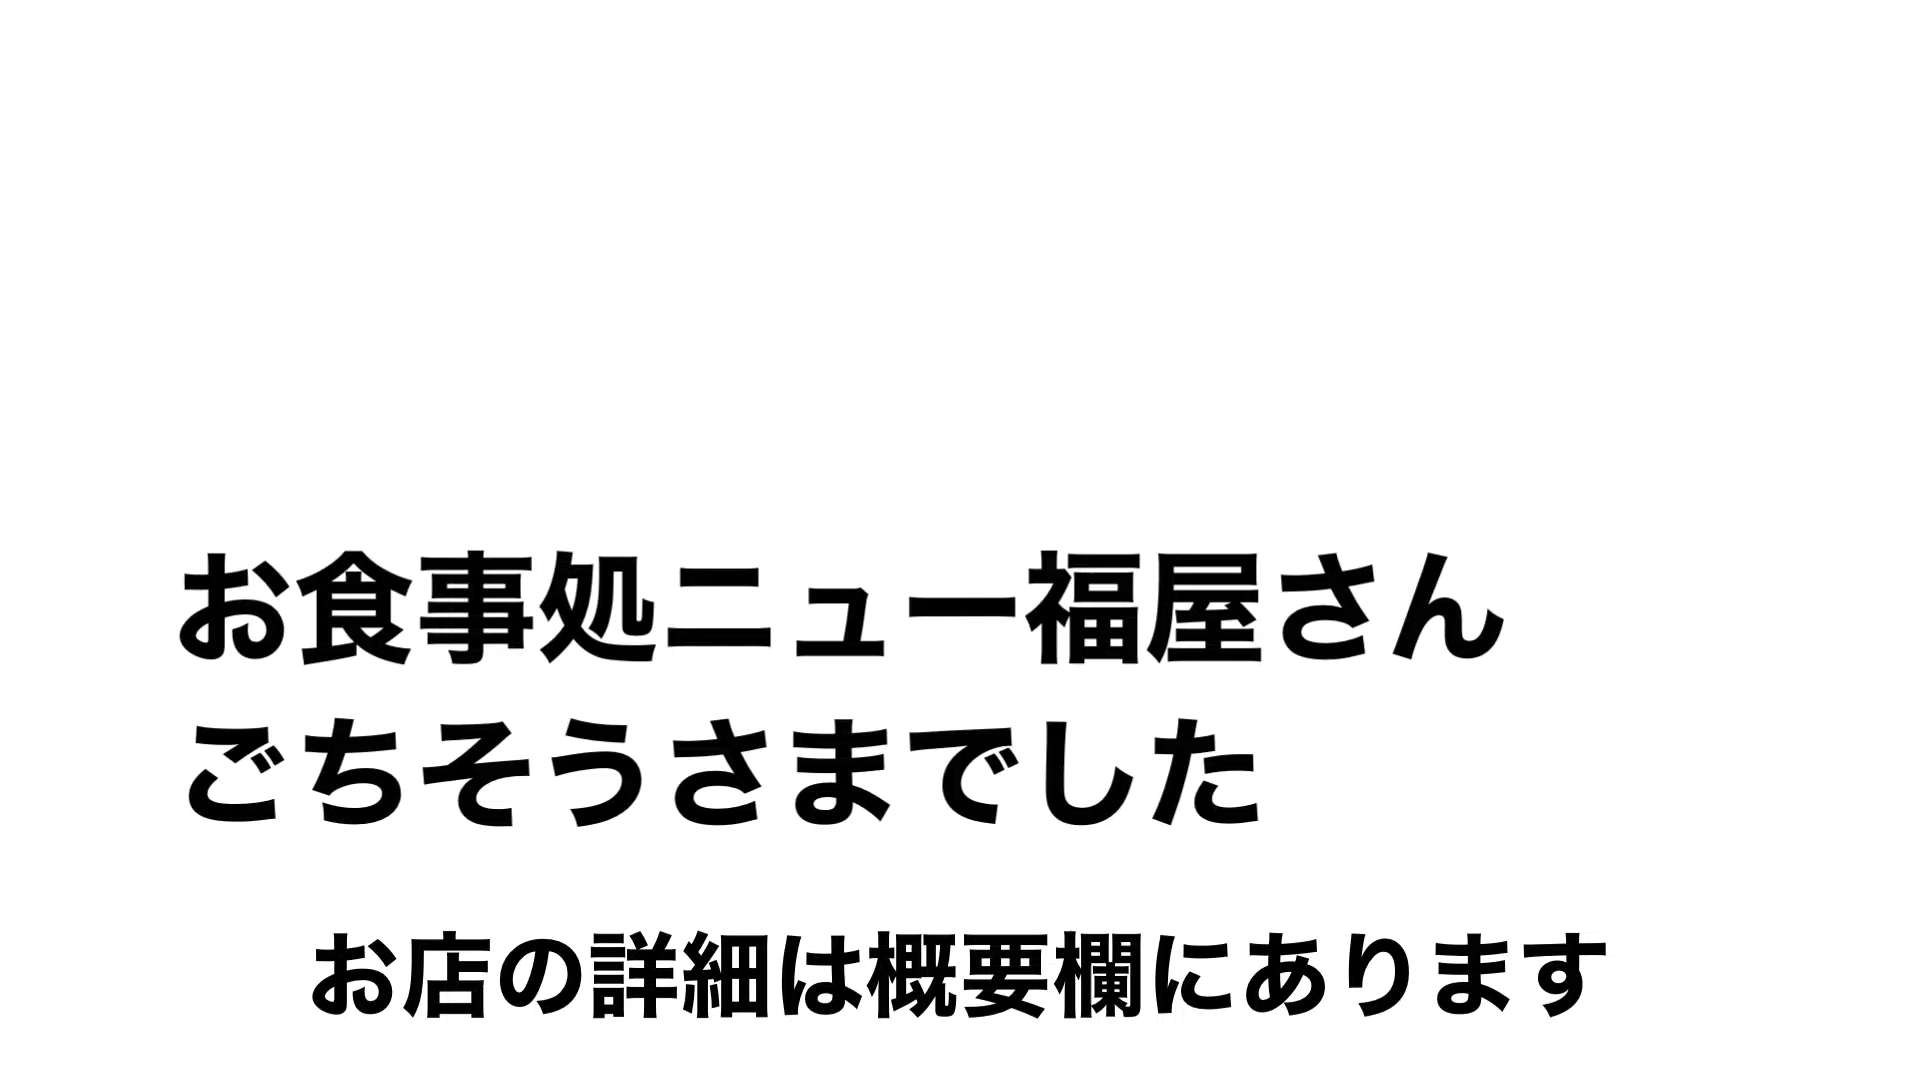 お食事処ニュー福屋さん
ごちそうさまでした
お店の詳細は概要欄にあります